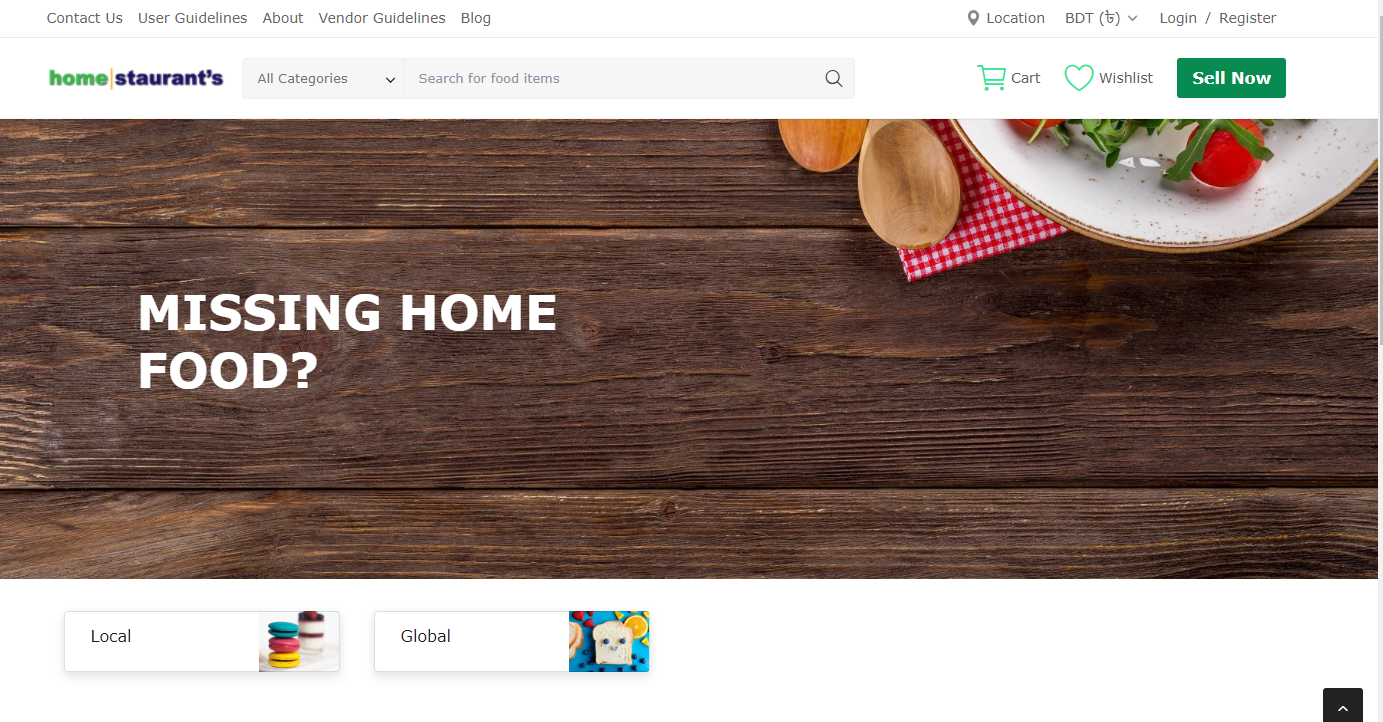 Contact Us User Guidelines About Vendor Guidelines Blog Location BDT (৳) Login / Register
home|staurant's All Categories Search for food items Cart Wishlist Sell Now
MISSING HOME
FOOD?
Local Global